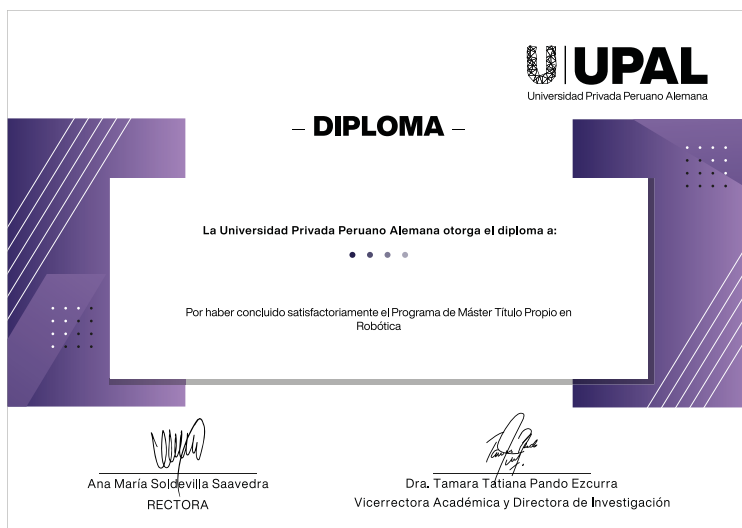 UPAL
Universidad Privada Peruano Alemana
– DIPLOMA –
La Universidad Privada Peruano Alemana otorga el diploma a:
Por haber concluido satisfactoriamente el Programa de Máster Título Propio en
Robótica
Ana María Soldevilla Saavedra
RECTORA
Dra. Tamara Tatiana Pando Ezcurra
Vicerrectora Académica y Directora de Investigación